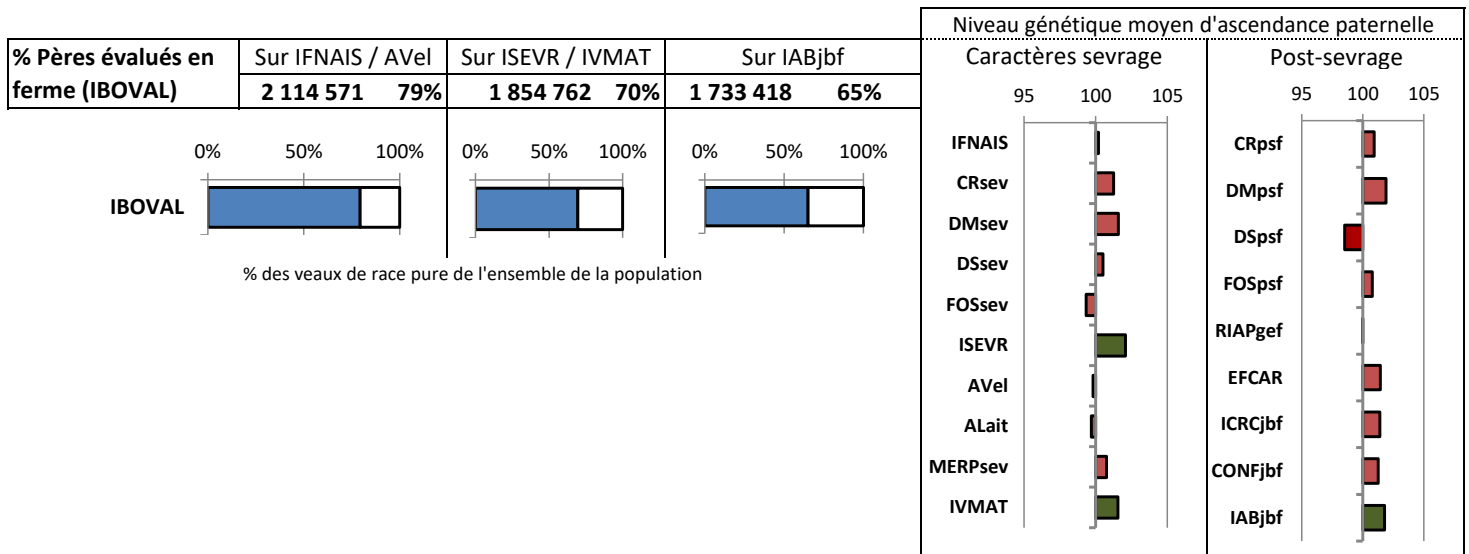 % Pères évalués en ferme (IBOVAL)
Sur IFNAIS / AVel
Sur ISEVR / IVMAT
Sur IABjbf
2 114 571 79%
1 854 762 70%
1 733 418 65%
0% 50% 100%
0% 50% 100%
0% 50% 100%
IBOVAL
% des veaux de race pure de l'ensemble de la population
Niveau génétique moyen d'ascendance paternelle
Caractères sevrage
95 100 105
IFNAIS
CRsev
DMsev
DSsev
FOSsev
ISEVR
AVel
ALait
MERPsev
IVMAT
Post-sevrage
95 100 105
CRpsf
DMpsf
DSpsf
FOSpsf
RIAPgef
EFCAR
ICRCjbf
CONFjbf
IABjbf